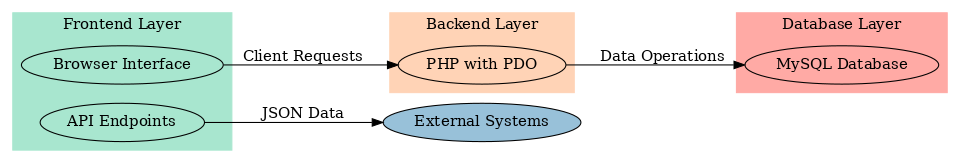 Frontend Layer
Backend Layer
Database Layer
Browser Interface
Client Requests
PHP with PDO
Data Operations
MySQL Database
API Endpoints
JSON Data
External Systems